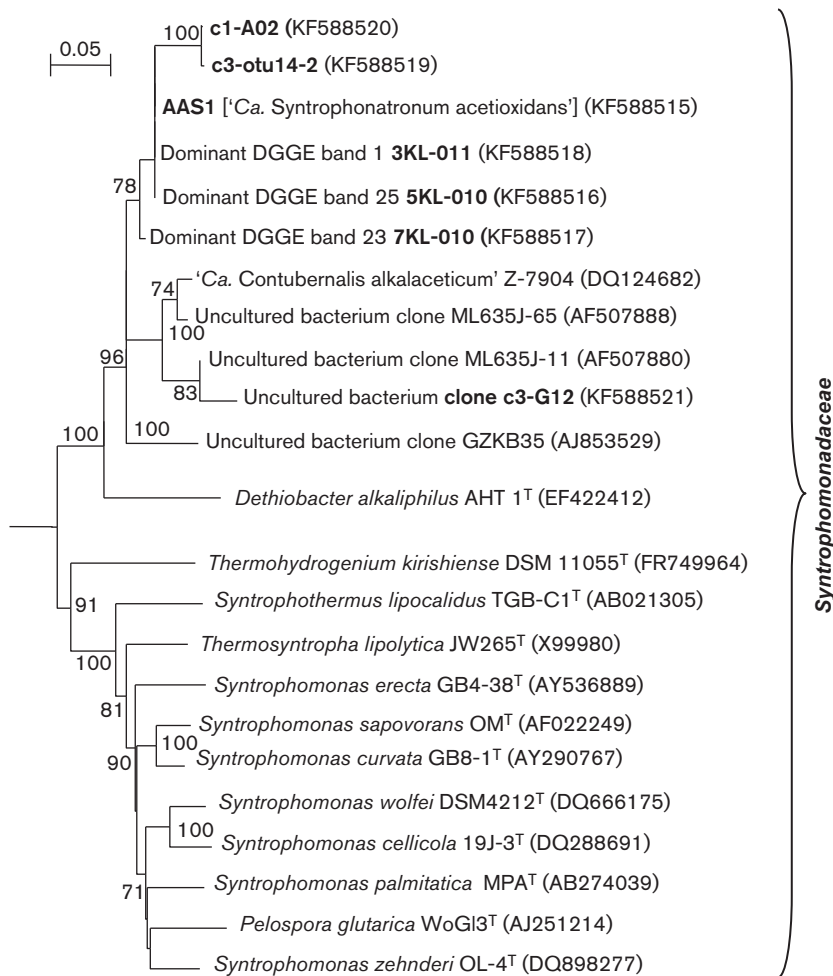 c1-A02 (KF588520)
100
0.05
c3-otu14-2 (KF588519)
AAS1 ['Ca. Syntrophonatronum acetioxidans'] (KF588515)
Dominant DGGE band 1 3KL-011 (KF588518)
78
Dominant DGGE band 25 5KL-010 (KF588516)
Dominant DGGE band 23 7KL-010 (KF588517)
'Ca. Contubernalis alkalaceticum' Z-7904 (DQ124682)
74
Uncultured bacterium clone ML635J-65 (AF507888)
100
96
Uncultured bacterium clone ML635J-11 (AF507880)
83
Uncultured bacterium clone c3-G12 (KF588521)
100
100
Uncultured bacterium clone GZKB35 (AJ853529)
Dethiobacter alkaliphilus AHT 1ᵀ (EF422412)
Syntrophomonadaceae
Thermohydrogenium kirishiense DSM 11055ᵀ (FR749964)
91
Syntrophothermus lipocalidus TGB-C1ᵀ (AB021305)
100
Thermosyntropha lipolytica JW265ᵀ (X99980)
81
Syntrophomonas erecta GB4-38ᵀ (AY536889)
Syntrophomonas sapovorans OMᵀ (AF022249)
100
90
Syntrophomonas curvata GB8-1ᵀ (AY290767)
Syntrophomonas wolfei DSM4212ᵀ (DQ666175)
100
Syntrophomonas cellicola 19J-3ᵀ (DQ288691)
71
Syntrophomonas palmitatica MPAᵀ (AB274039)
Pelospora glutarica WoGl3ᵀ (AJ251214)
Syntrophomonas zehnderi OL-4ᵀ (DQ898277)